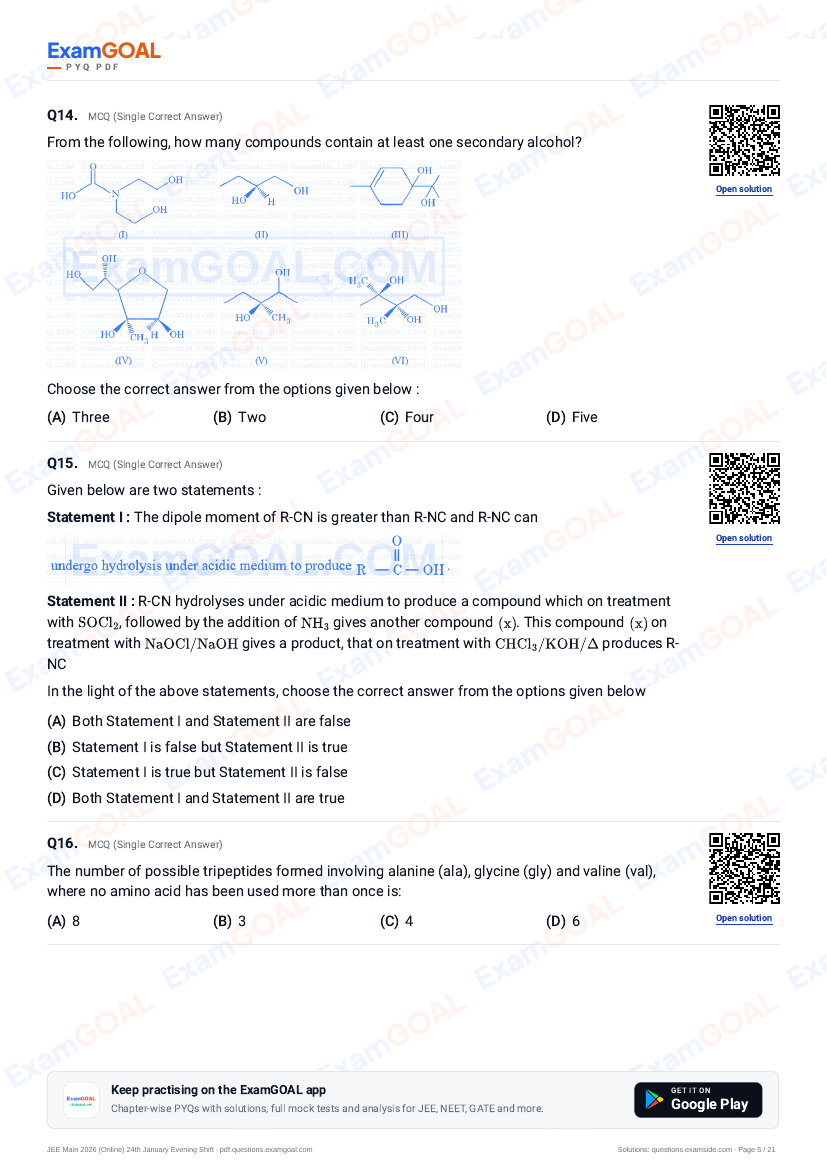 ExamGOAL
PYQ PDF
Q14. MCQ (Single Correct Answer)
From the following, how many compounds contain at least one secondary alcohol?
Open solution
O
HO
N
OH
OH
(I)
OH
HO
H
(II)
OH
OH
(III)
OH
HO
O
HO
CH3
H
OH
(IV)
OH
HO
CH3
(V)
H3C
OH
OH
H3C
OH
(VI)
ExamGOAL.COM
Choose the correct answer from the options given below :
(A) Three (B) Two (C) Four (D) Five
Q15. MCQ (Single Correct Answer)
Given below are two statements :
Statement I : The dipole moment of R-CN is greater than R-NC and R-NC can
Open solution
undergo hydrolysis under acidic medium to produce R — C — OH .
O
Statement II : R-CN hydrolyses under acidic medium to produce a compound which on treatment
with SOCl₂, followed by the addition of NH₃ gives another compound (x). This compound (x) on
treatment with NaOCl/NaOH gives a product, that on treatment with CHCl₃/KOH/Δ produces R-
NC
In the light of the above statements, choose the correct answer from the options given below
(A) Both Statement I and Statement II are false
(B) Statement I is false but Statement II is true
(C) Statement I is true but Statement II is false
(D) Both Statement I and Statement II are true
Q16. MCQ (Single Correct Answer)
The number of possible tripeptides formed involving alanine (ala), glycine (gly) and valine (val),
where no amino acid has been used more than once is:
(A) 8 (B) 3 (C) 4 (D) 6
Open solution
ExamGOAL
Keep practising on the ExamGOAL app
Chapter-wise PYQs with solutions, full mock tests and analysis for JEE, NEET, GATE and more.
GET IT ON
Google Play
JEE Main 2026 (Online) 24th January Evening Shift · pdf.questions.examgoal.com
Solutions: questions.examside.com · Page 5 / 21